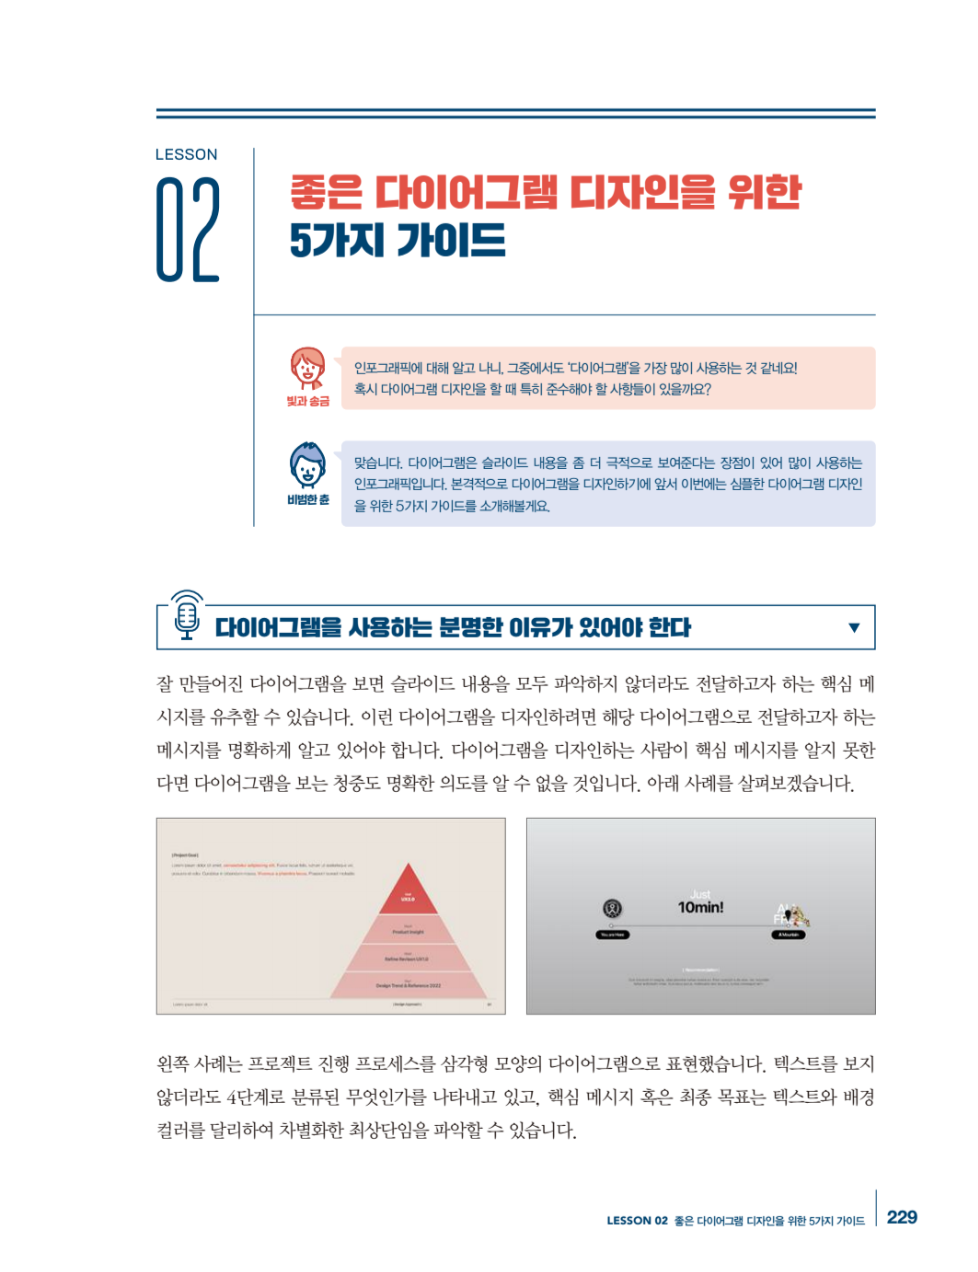 LESSON
02
좋은 다이어그램 디자인을 위한
5가지 가이드
빛과 송금
인포그래픽에 대해 알고 나니, 그중에서도 ‘다이어그램’을 가장 많이 사용하는 것 같네요!
혹시 다이어그램 디자인을 할 때 특히 준수해야 할 사항들이 있을까요?
비범한 츈
맞습니다. 다이어그램은 슬라이드 내용을 좀 더 극적으로 보여준다는 장점이 있어 많이 사용하는
인포그래픽입니다. 본격적으로 다이어그램을 디자인하기에 앞서 이번에는 심플한 다이어그램 디자인
을 위한 5가지 가이드를 소개해볼게요.
다이어그램을 사용하는 분명한 이유가 있어야 한다
▼
잘 만들어진 다이어그램을 보면 슬라이드 내용을 모두 파악하지 않더라도 전달하고자 하는 핵심 메
시지를 유추할 수 있습니다. 이런 다이어그램을 디자인하려면 해당 다이어그램으로 전달하고자 하는
메시지를 명확하게 알고 있어야 합니다. 다이어그램을 디자인하는 사람이 핵심 메시지를 알지 못한
다면 다이어그램을 보는 청중도 명확한 의도를 알 수 없을 것입니다. 아래 사례를 살펴보겠습니다.
Product Insight
Design Trend & Reference 2022
Just
10min!
You are Here
A Mountain
왼쪽 사례는 프로젝트 진행 프로세스를 삼각형 모양의 다이어그램으로 표현했습니다. 텍스트를 보지
않더라도 4단계로 분류된 무엇인가를 나타내고 있고, 핵심 메시지 혹은 최종 목표는 텍스트와 배경
컬러를 달리하여 차별화한 최상단임을 파악할 수 있습니다.
LESSON 02 좋은 다이어그램 디자인을 위한 5가지 가이드
229